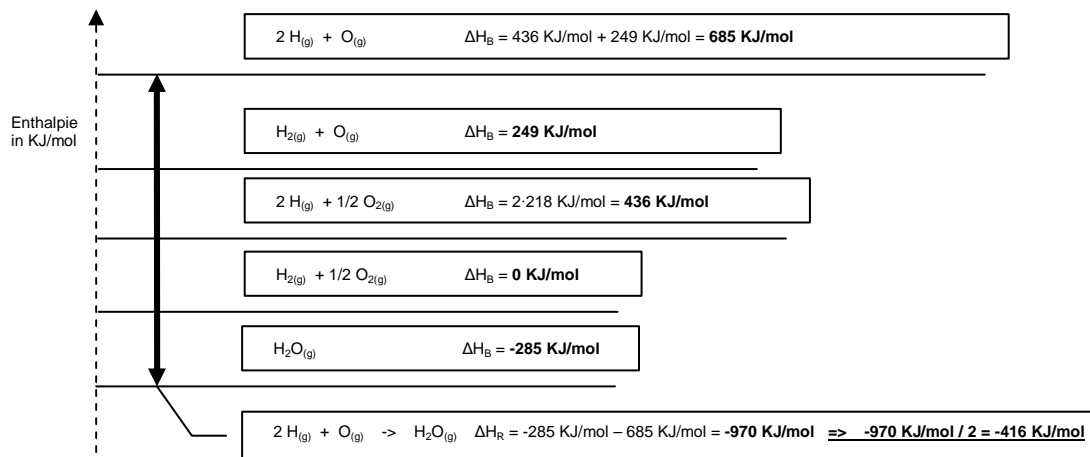 2 H(g) + O(g) ΔHB = 436 KJ/mol + 249 KJ/mol = 685 KJ/mol
Enthalpie
in KJ/mol
H2(g) + O(g) ΔHB = 249 KJ/mol
2 H(g) + 1/2 O2(g) ΔHB = 2·218 KJ/mol = 436 KJ/mol
H2(g) + 1/2 O2(g) ΔHB = 0 KJ/mol
H2O(g) ΔHB = -285 KJ/mol
2 H(g) + O(g) -> H2O(g) ΔHR = -285 KJ/mol – 685 KJ/mol = -970 KJ/mol => -970 KJ/mol / 2 = -416 KJ/mol